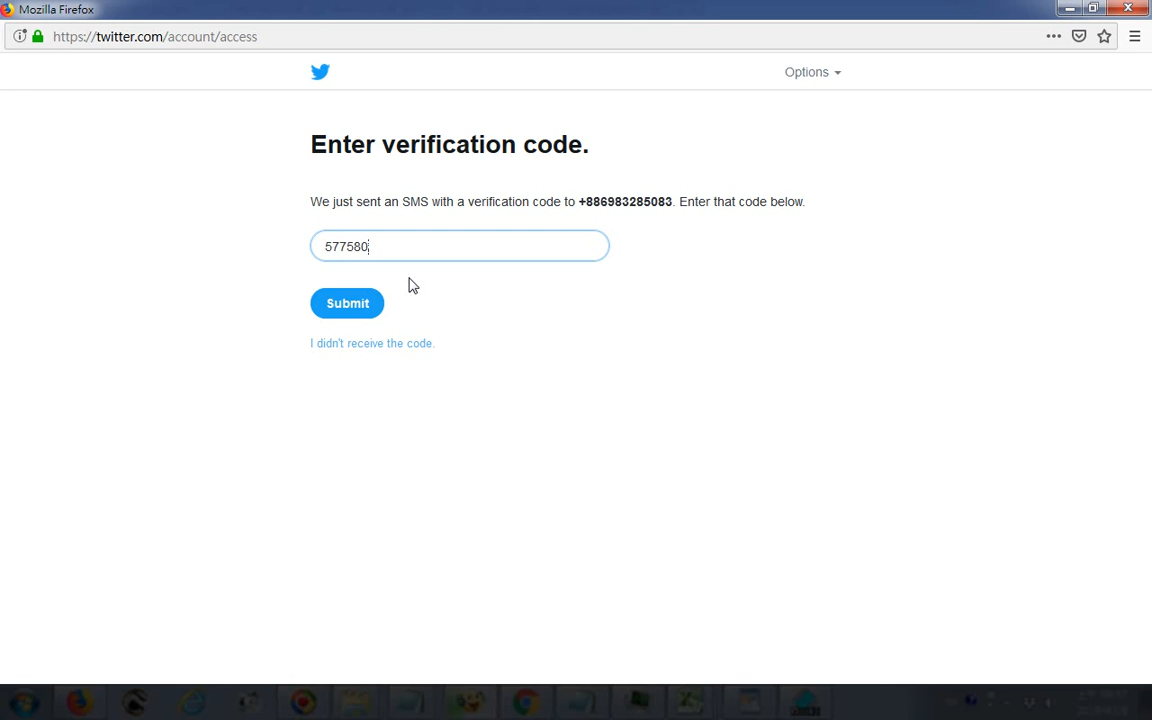 Mozilla Firefox
https://twitter.com/account/access
Options
Enter verification code.
We just sent an SMS with a verification code to +886983285083. Enter that code below.
577580
Submit
I didn't receive the code.